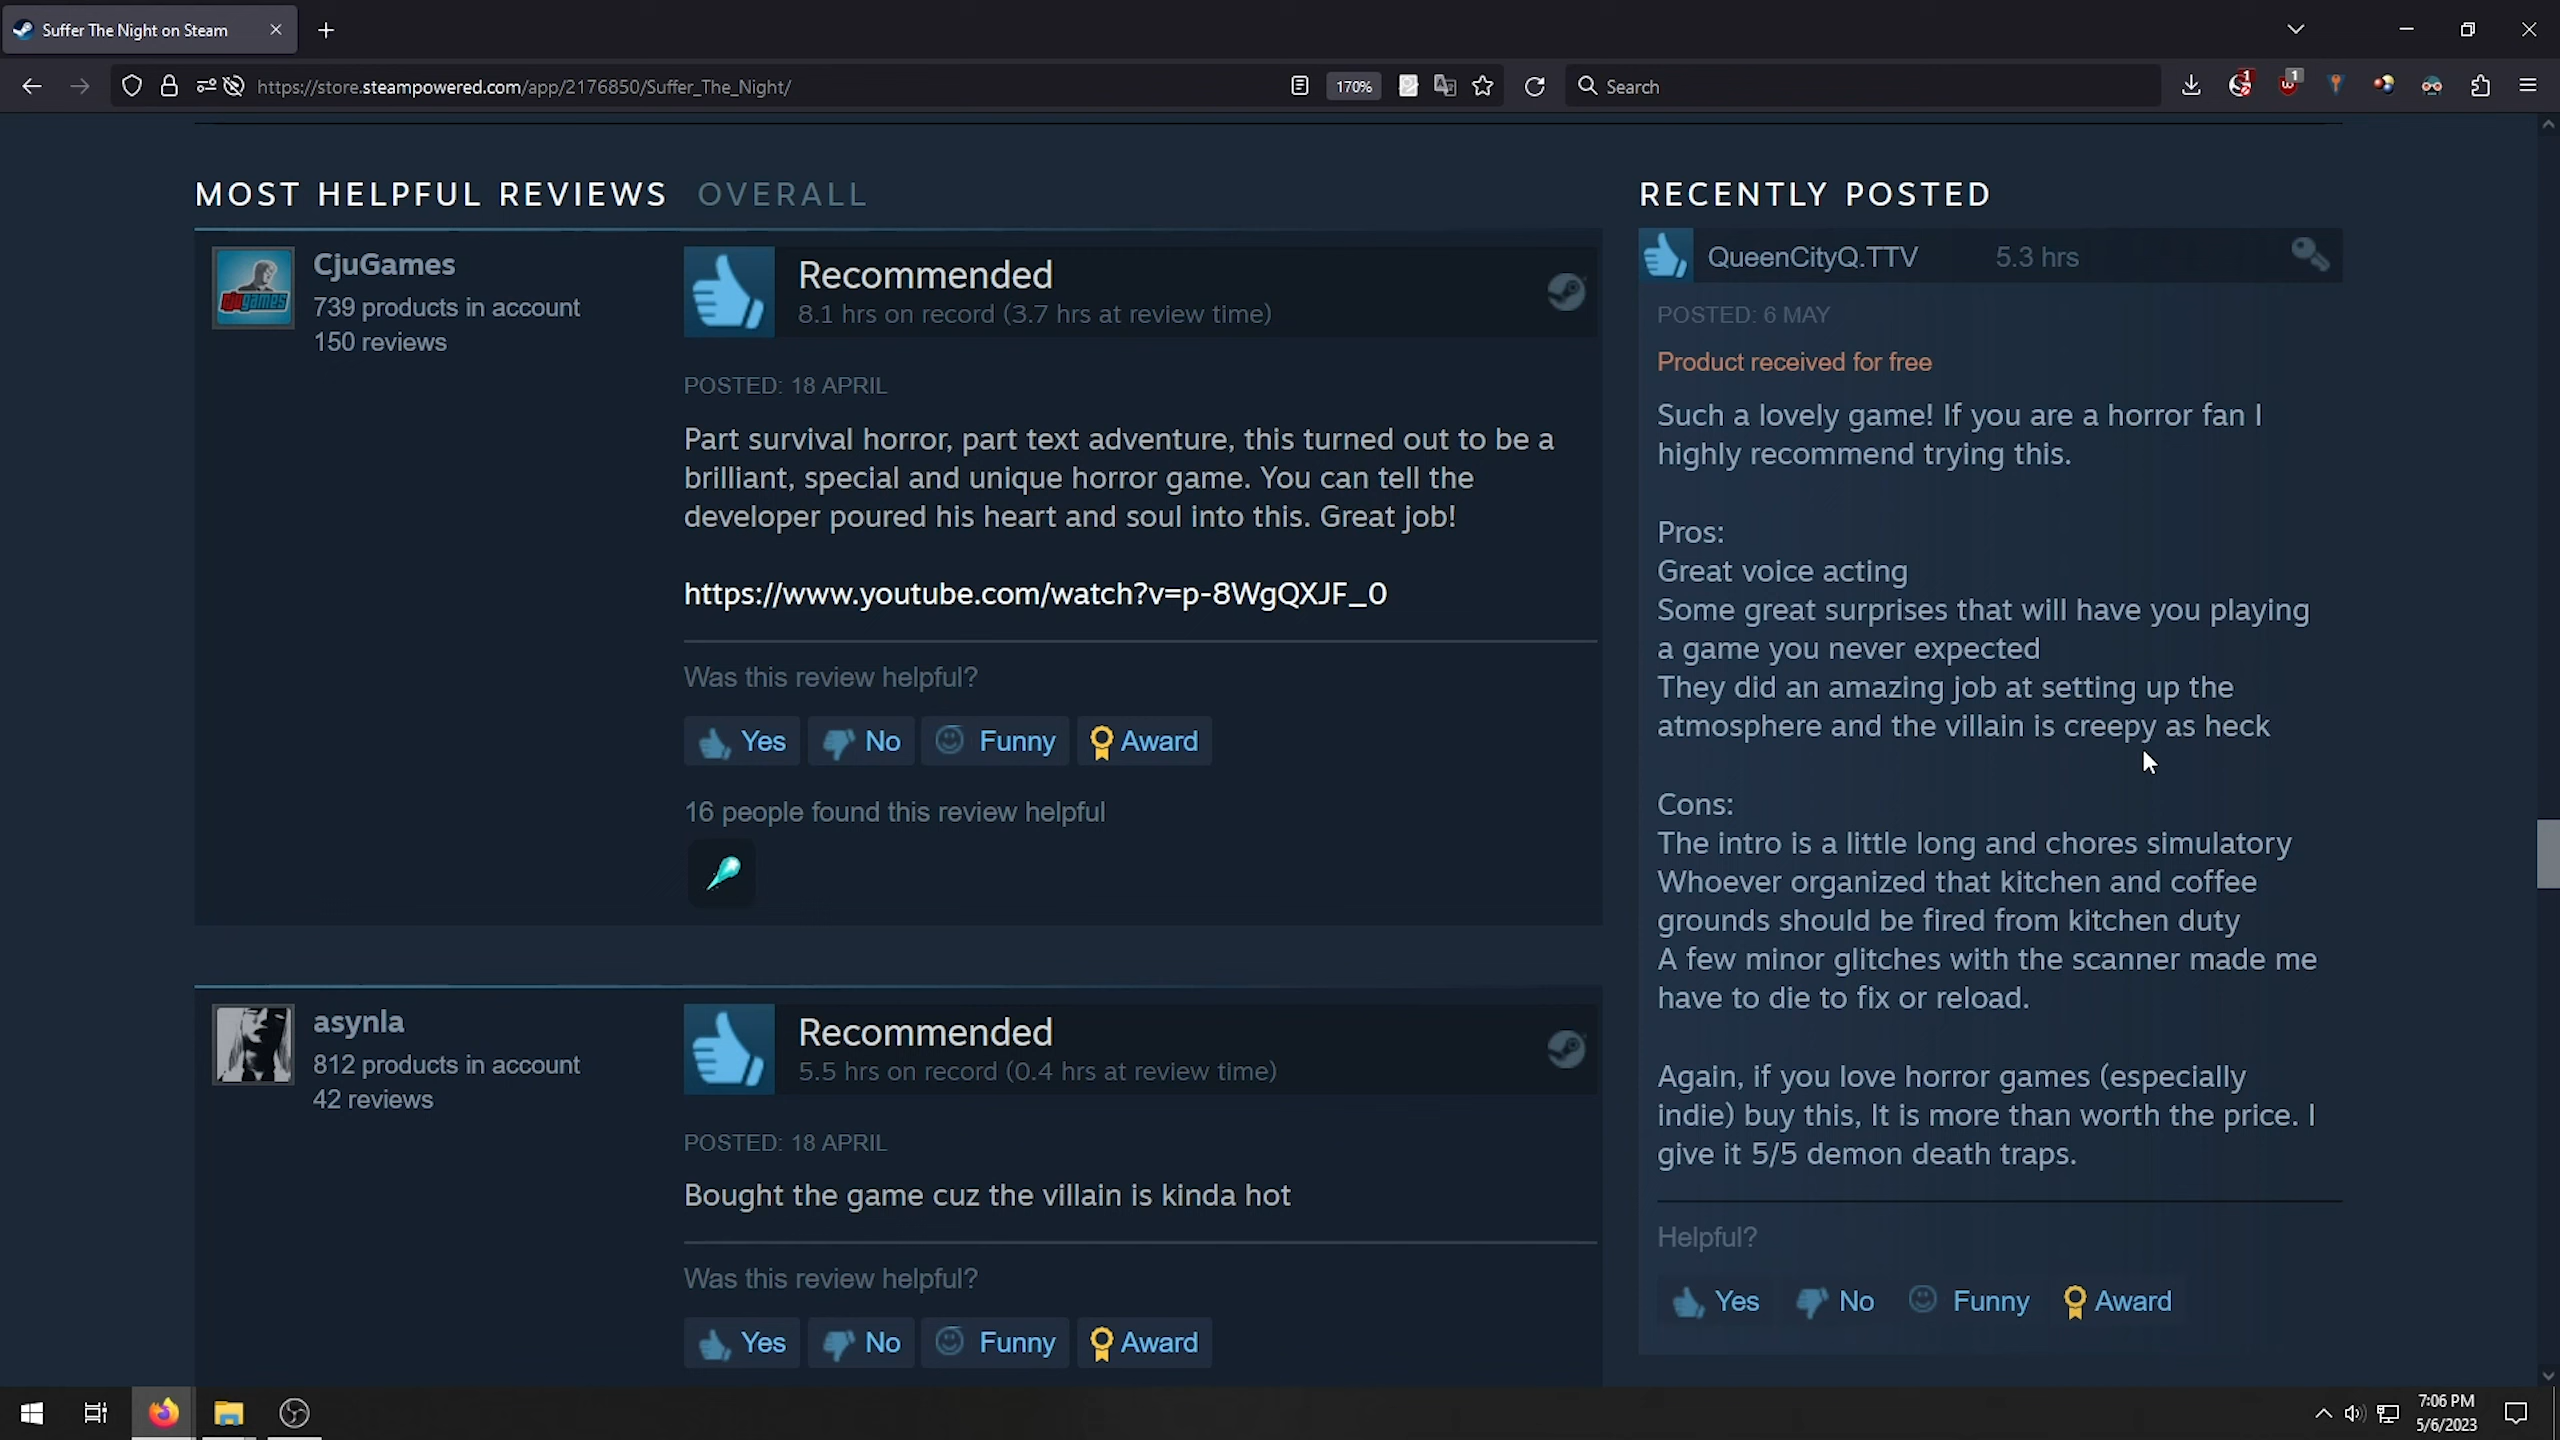 Suffer The Night on Steam
https://store.steampowered.com/app/2176850/Suffer_The_Night/
170%
Search
1
1
MOST HELPFUL REVIEWS OVERALL
CjuGames
739 products in account
150 reviews
Recommended
8.1 hrs on record (3.7 hrs at review time)
POSTED: 18 APRIL
Part survival horror, part text adventure, this turned out to be a
brilliant, special and unique horror game. You can tell the
developer poured his heart and soul into this. Great job!
https://www.youtube.com/watch?v=p-8WgQXJF_0
Was this review helpful?
Yes No Funny Award
16 people found this review helpful
asynla
812 products in account
42 reviews
Recommended
5.5 hrs on record (0.4 hrs at review time)
POSTED: 18 APRIL
Bought the game cuz the villain is kinda hot
Was this review helpful?
Yes No Funny Award
RECENTLY POSTED
QueenCityQ.TTV 5.3 hrs
POSTED: 6 MAY
Product received for free
Such a lovely game! If you are a horror fan I
highly recommend trying this.
Pros:
Great voice acting
Some great surprises that will have you playing
a game you never expected
They did an amazing job at setting up the
atmosphere and the villain is creepy as heck
Cons:
The intro is a little long and chores simulatory
Whoever organized that kitchen and coffee
grounds should be fired from kitchen duty
A few minor glitches with the scanner made me
have to die to fix or reload.
Again, if you love horror games (especially
indie) buy this, It is more than worth the price. I
give it 5/5 demon death traps.
Helpful?
Yes No Funny Award
7:06 PM
5/6/2023